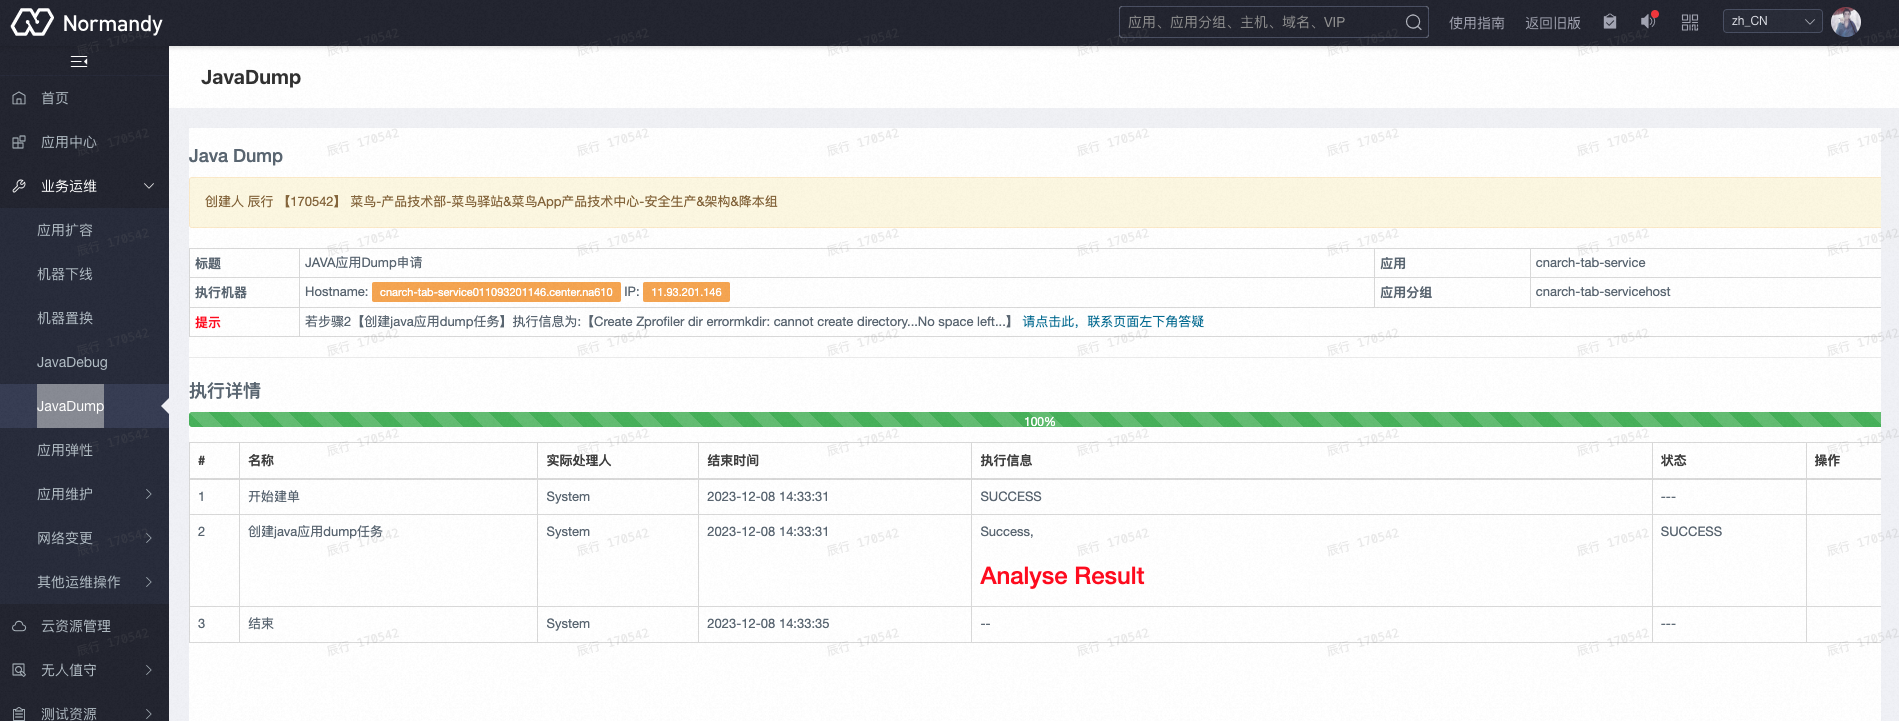 Normandy
应用、应用分组、主机、域名、VIP
使用指南
返回旧版
zh_CN
首页
应用中心
业务运维
应用扩容
机器下线
机器置换
JavaDebug
JavaDump
应用弹性
应用维护
网络变更
其他运维操作
云资源管理
无人值守
测试资源
JavaDump
Java Dump
创建人 辰行 【170542】 菜鸟-产品技术部-菜鸟驿站&菜鸟App产品技术中心-安全生产&架构&降本组
标题 JAVA应用Dump申请 应用 cnarch-tab-service
执行机器 Hostname: cnarch-tab-service011093201146.center.na610 IP: 11.93.201.146 应用分组 cnarch-tab-servicehost
提示 若步骤2【创建java应用dump任务】执行信息为:【Create Zprofiler dir errormkdir: cannot create directory...No space left...】 请点击此，联系页面左下角答疑
执行详情
100%
# 名称 实际处理人 结束时间 执行信息 状态 操作
1 开始建单 System 2023-12-08 14:33:31 SUCCESS ---
2 创建java应用dump任务 System 2023-12-08 14:33:31 Success, SUCCESS
Analyse Result
3 结束 System 2023-12-08 14:33:35 -- ---
辰行 170542